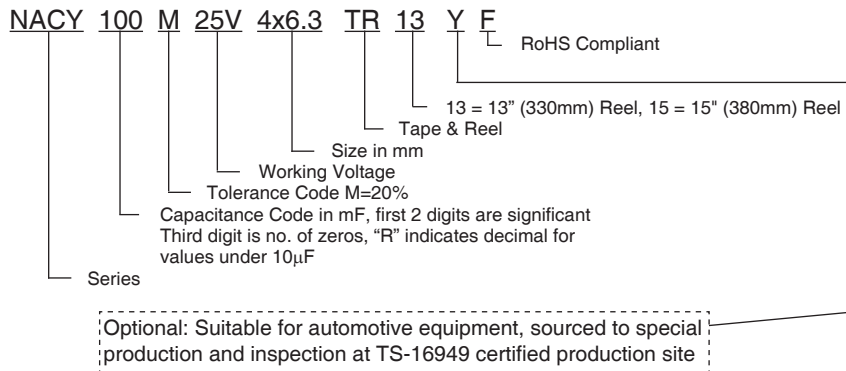 NACY 100 M 25V 4x6.3 TR 13 Y F
RoHS Compliant
13 = 13” (330mm) Reel, 15 = 15" (380mm) Reel
Tape & Reel
Size in mm
Working Voltage
Tolerance Code M=20%
Capacitance Code in mF, first 2 digits are significant
Third digit is no. of zeros, “R” indicates decimal for
values under 10µF
Series
Optional: Suitable for automotive equipment, sourced to special
production and inspection at TS-16949 certified production site